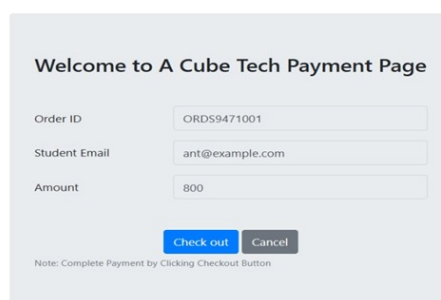 Welcome to A Cube Tech Payment Page
Order ID ORDS9471001
Student Email ant@example.com
Amount 800
Check out Cancel
Note: Complete Payment by Clicking Checkout Button